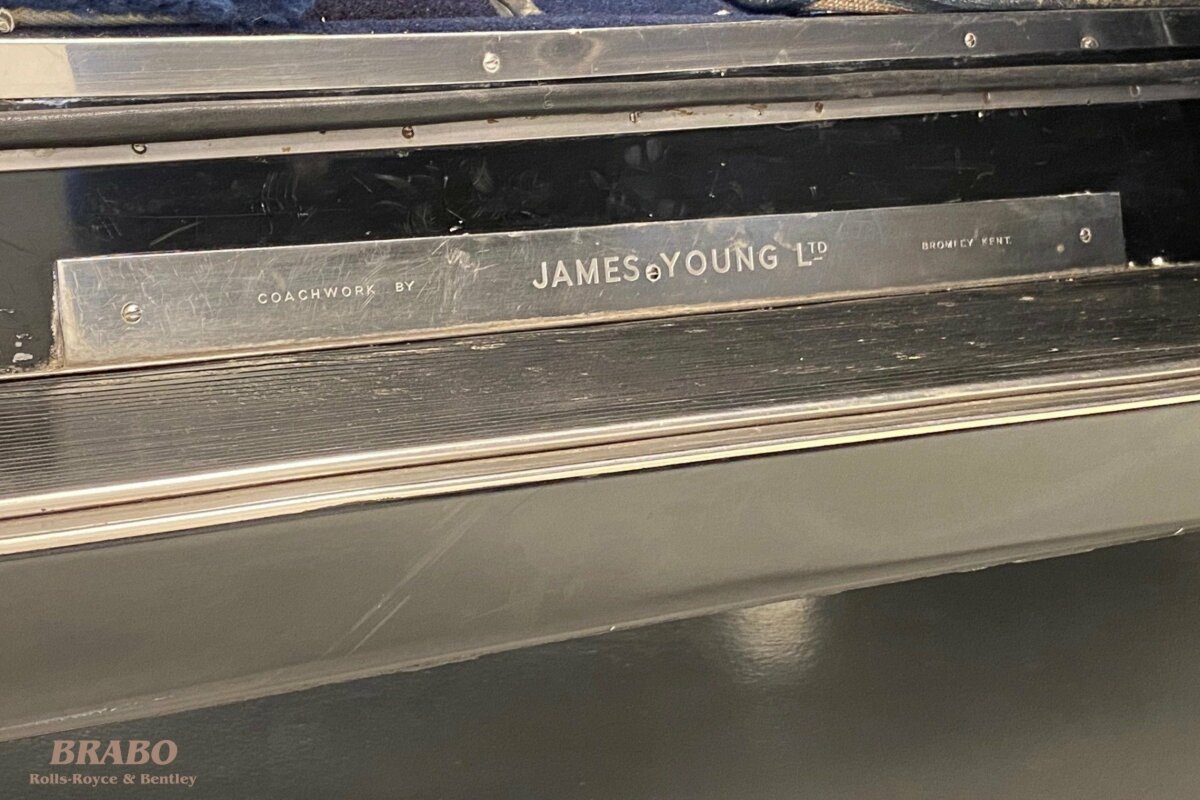 COACHWORK BY JAMES YOUNG LTD BROMLEY KENT.
BRABO
Rolls-Royce & Bentley